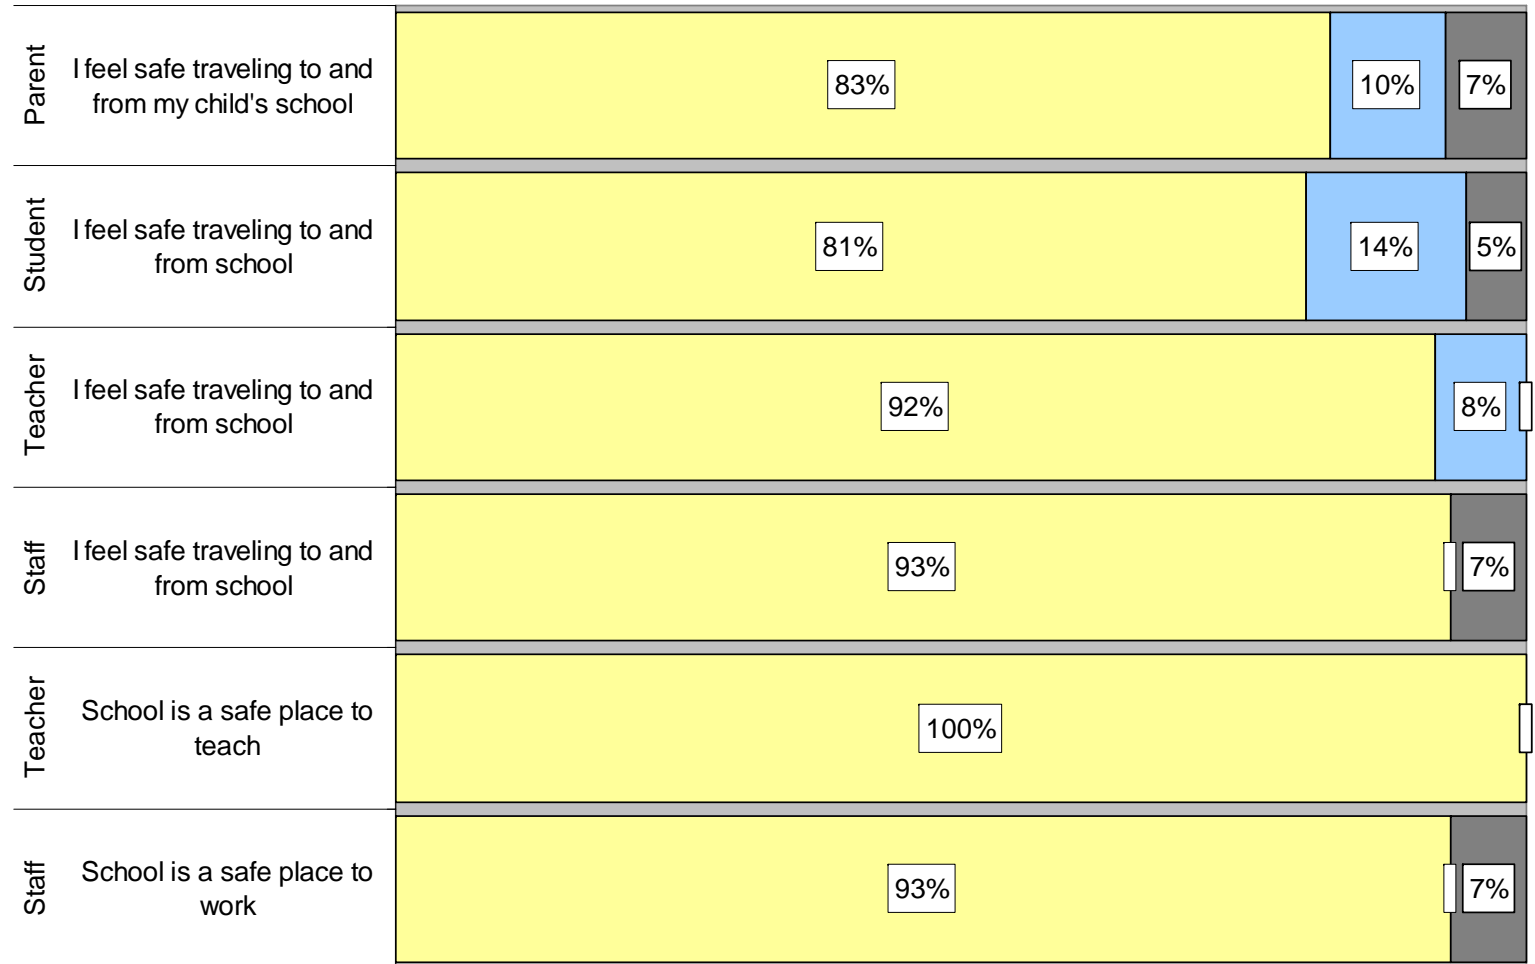 Parent
I feel safe traveling to and
from my child's school
83%
10%
7%
Student
I feel safe traveling to and
from school
81%
14%
5%
Teacher
I feel safe traveling to and
from school
92%
8%
Staff
I feel safe traveling to and
from school
93%
7%
Teacher
School is a safe place to
teach
100%
Staff
School is a safe place to
work
93%
7%